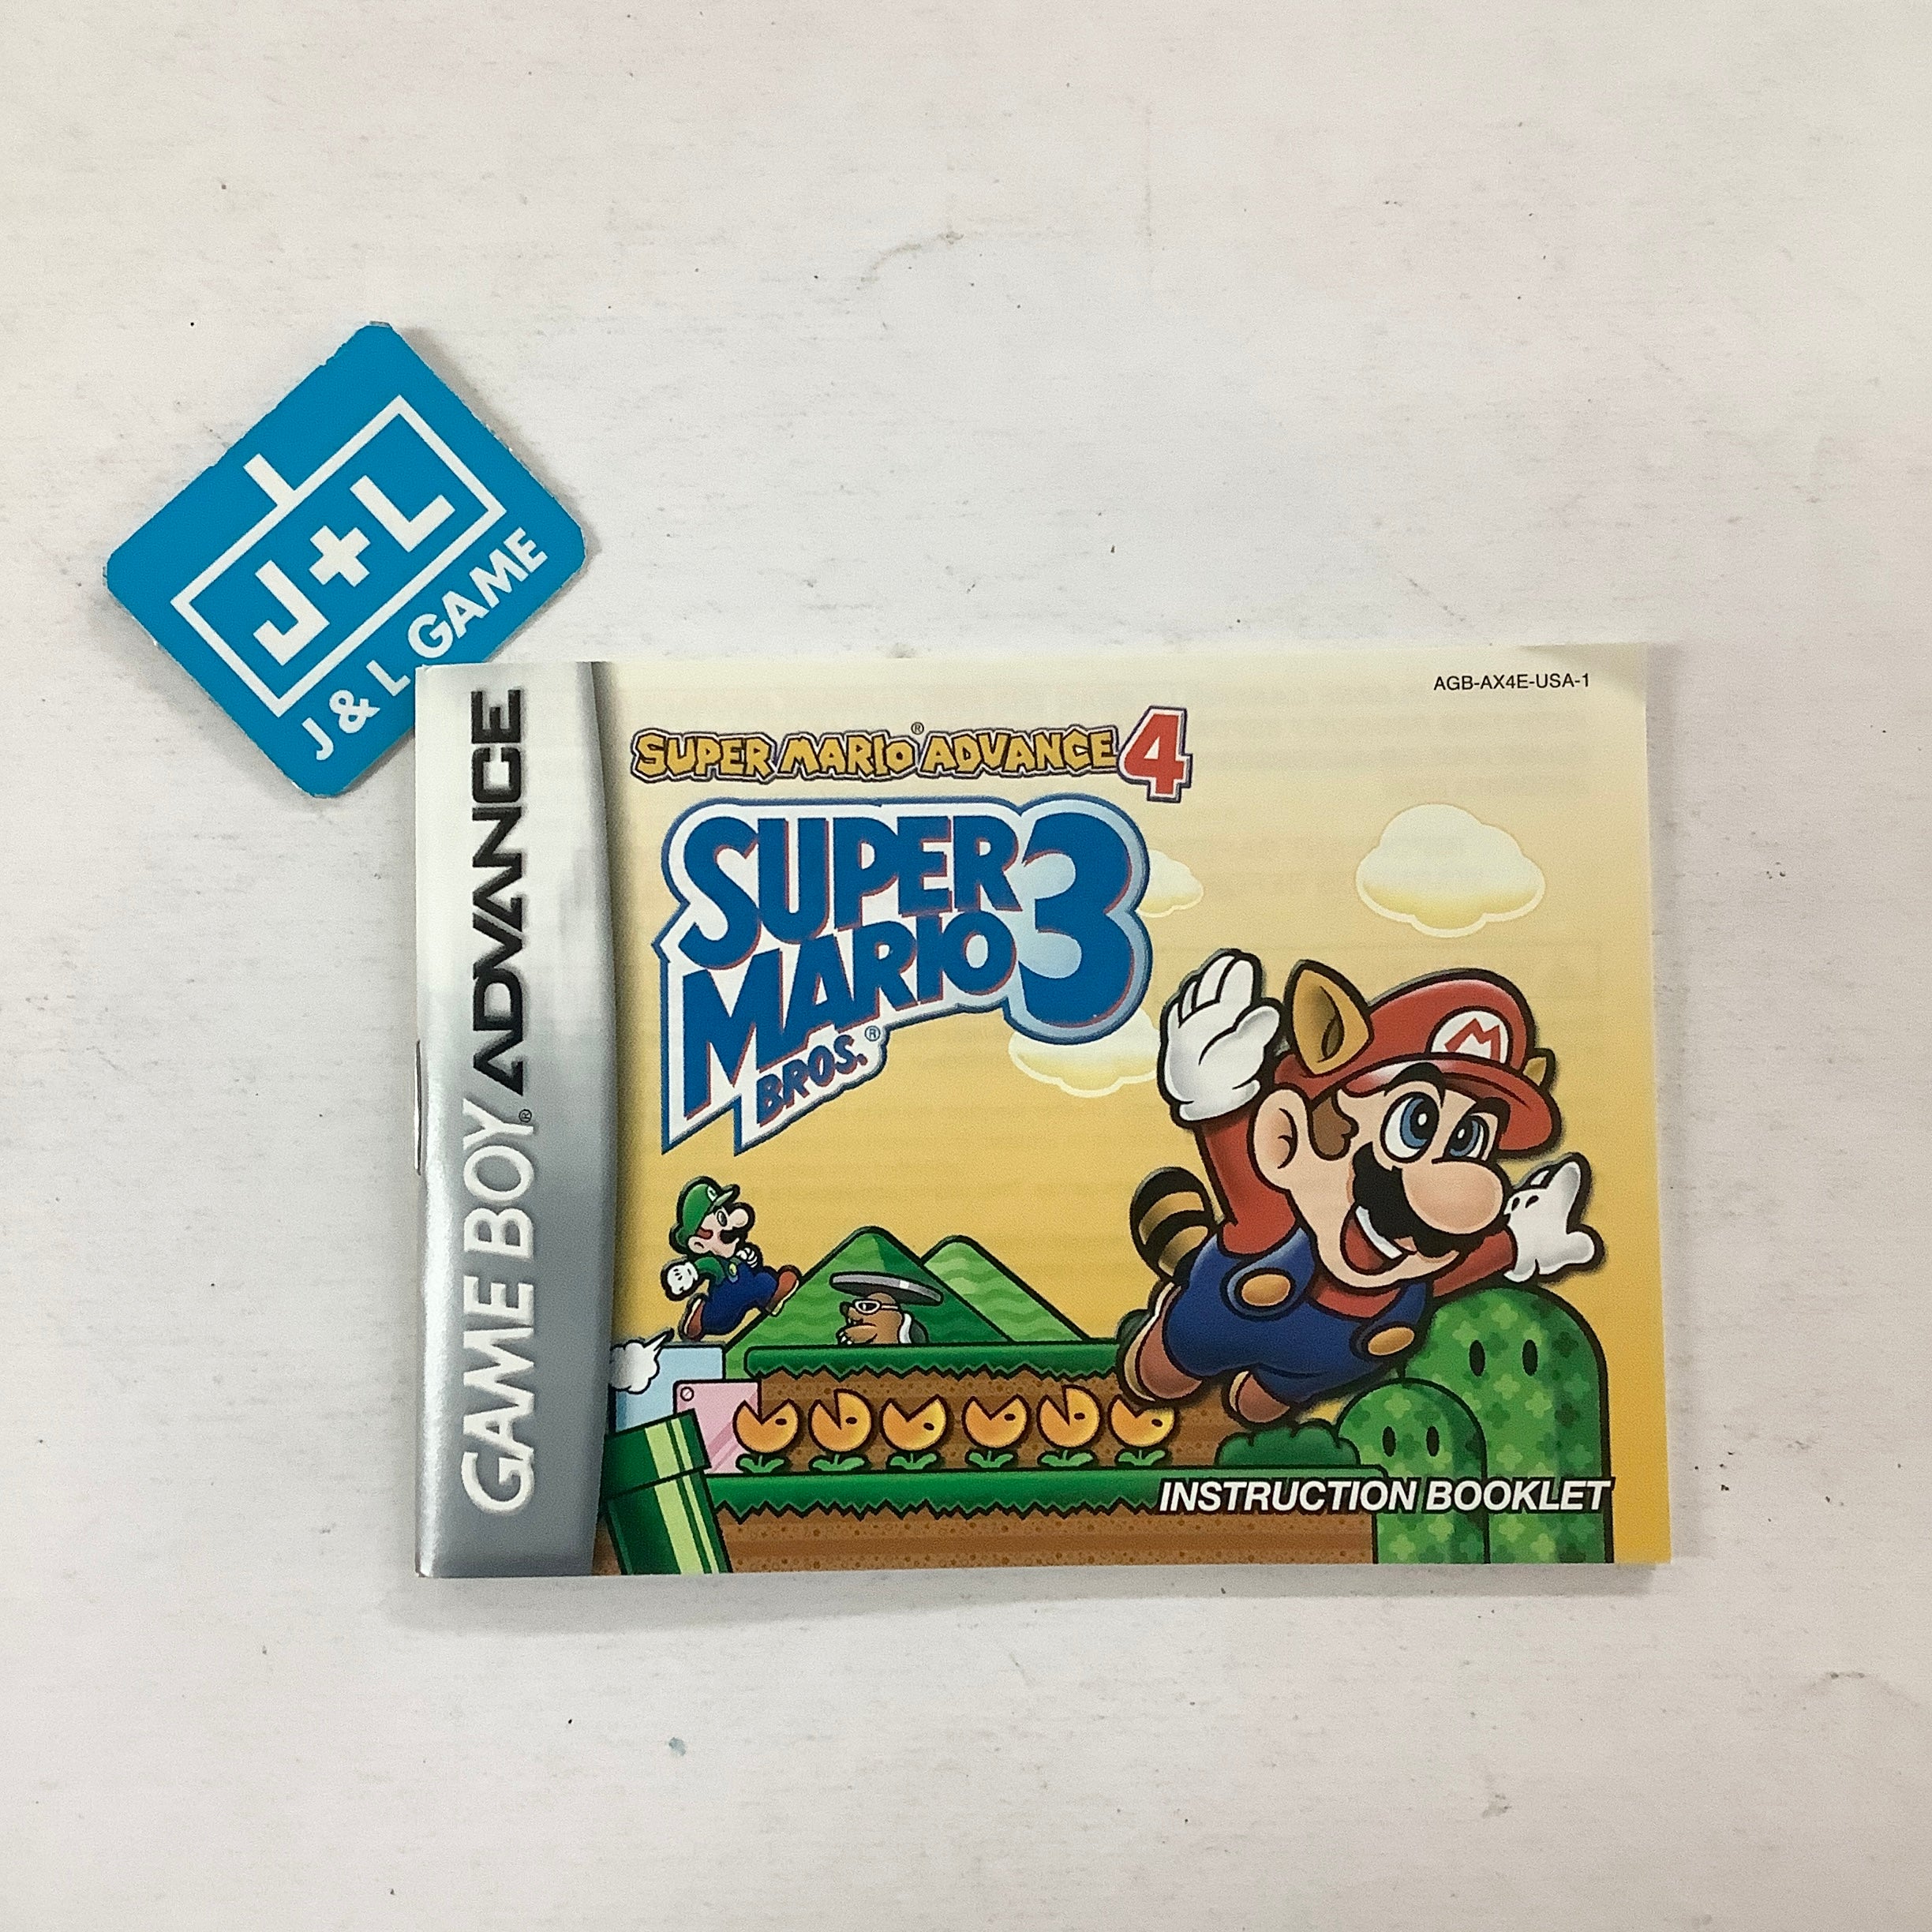 J+L
J & L GAME
GAME BOY® ADVANCE
AGB-AX4E-USA-1
SUPER MARIO® ADVANCE 4
SUPER
MARIO 3
BROS.®
M
L
INSTRUCTION BOOKLET